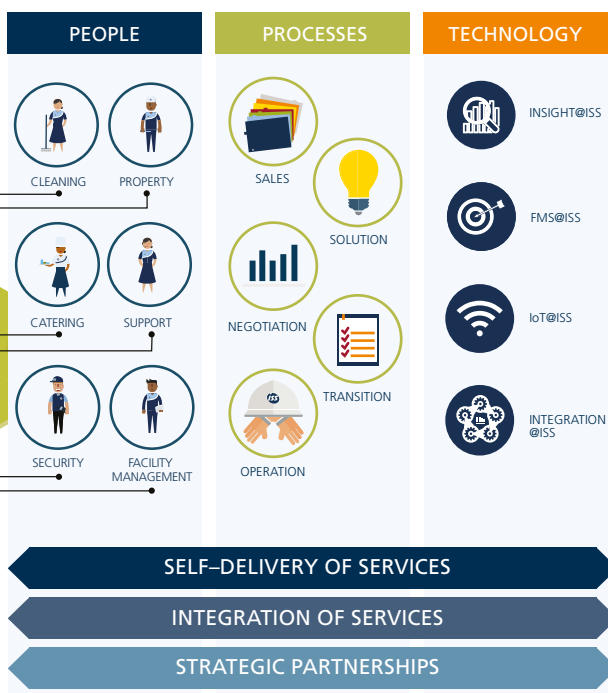 PEOPLE
CLEANING
PROPERTY
CATERING
SUPPORT
SECURITY
FACILITY
MANAGEMENT
PROCESSES
SALES
SOLUTION
NEGOTIATION
TRANSITION
ISS
OPERATION
TECHNOLOGY
INSIGHT@ISS
FMS@ISS
IoT@ISS
INTEGRATION
@ISS
SELF–DELIVERY OF SERVICES
INTEGRATION OF SERVICES
STRATEGIC PARTNERSHIPS